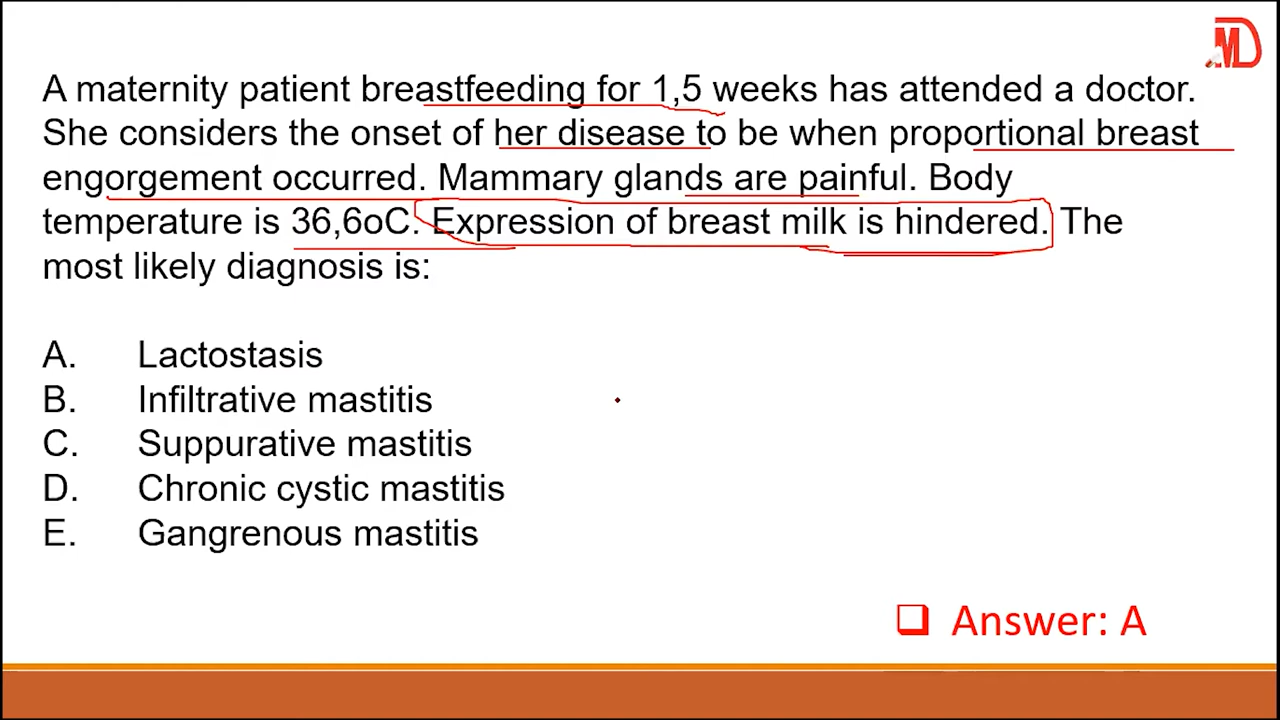 MD
A maternity patient breastfeeding for 1,5 weeks has attended a doctor.
She considers the onset of her disease to be when proportional breast
engorgement occurred. Mammary glands are painful. Body
temperature is 36,6oC. Expression of breast milk is hindered. The
most likely diagnosis is:
A. Lactostasis
B. Infiltrative mastitis
C. Suppurative mastitis
D. Chronic cystic mastitis
E. Gangrenous mastitis
Answer: A